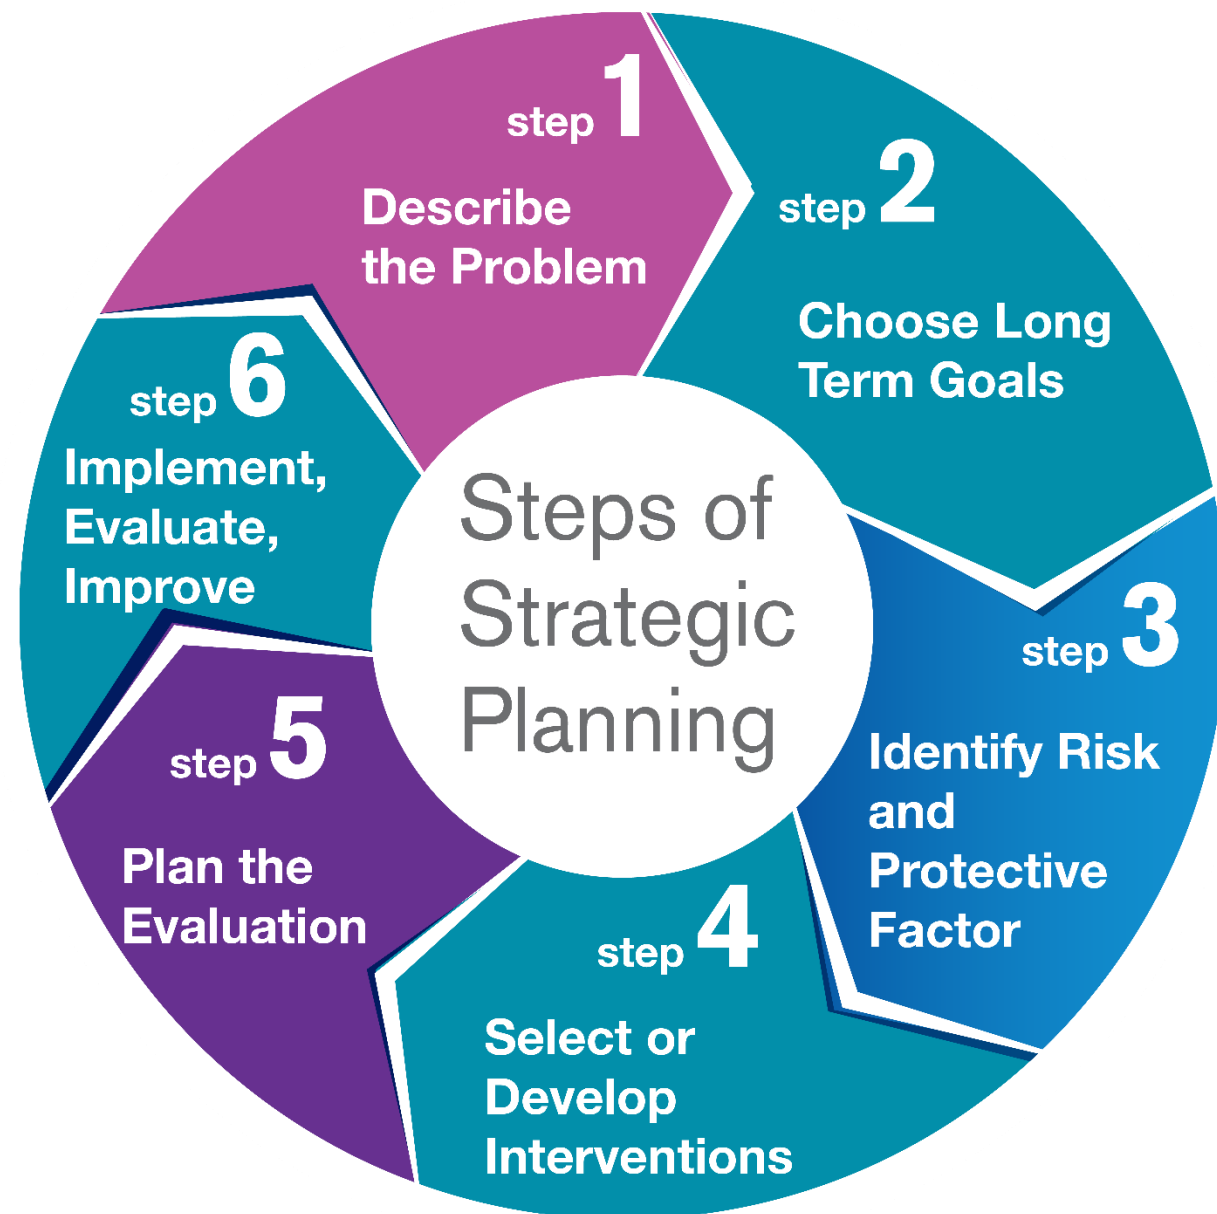 step 1
Describe
the Problem
step 2
Choose Long
Term Goals
step 3
Identify Risk
and
Protective
Factor
step 4
Select or
Develop
Interventions
step 5
Plan the
Evaluation
step 6
Implement,
Evaluate,
Improve
Steps of
Strategic
Planning